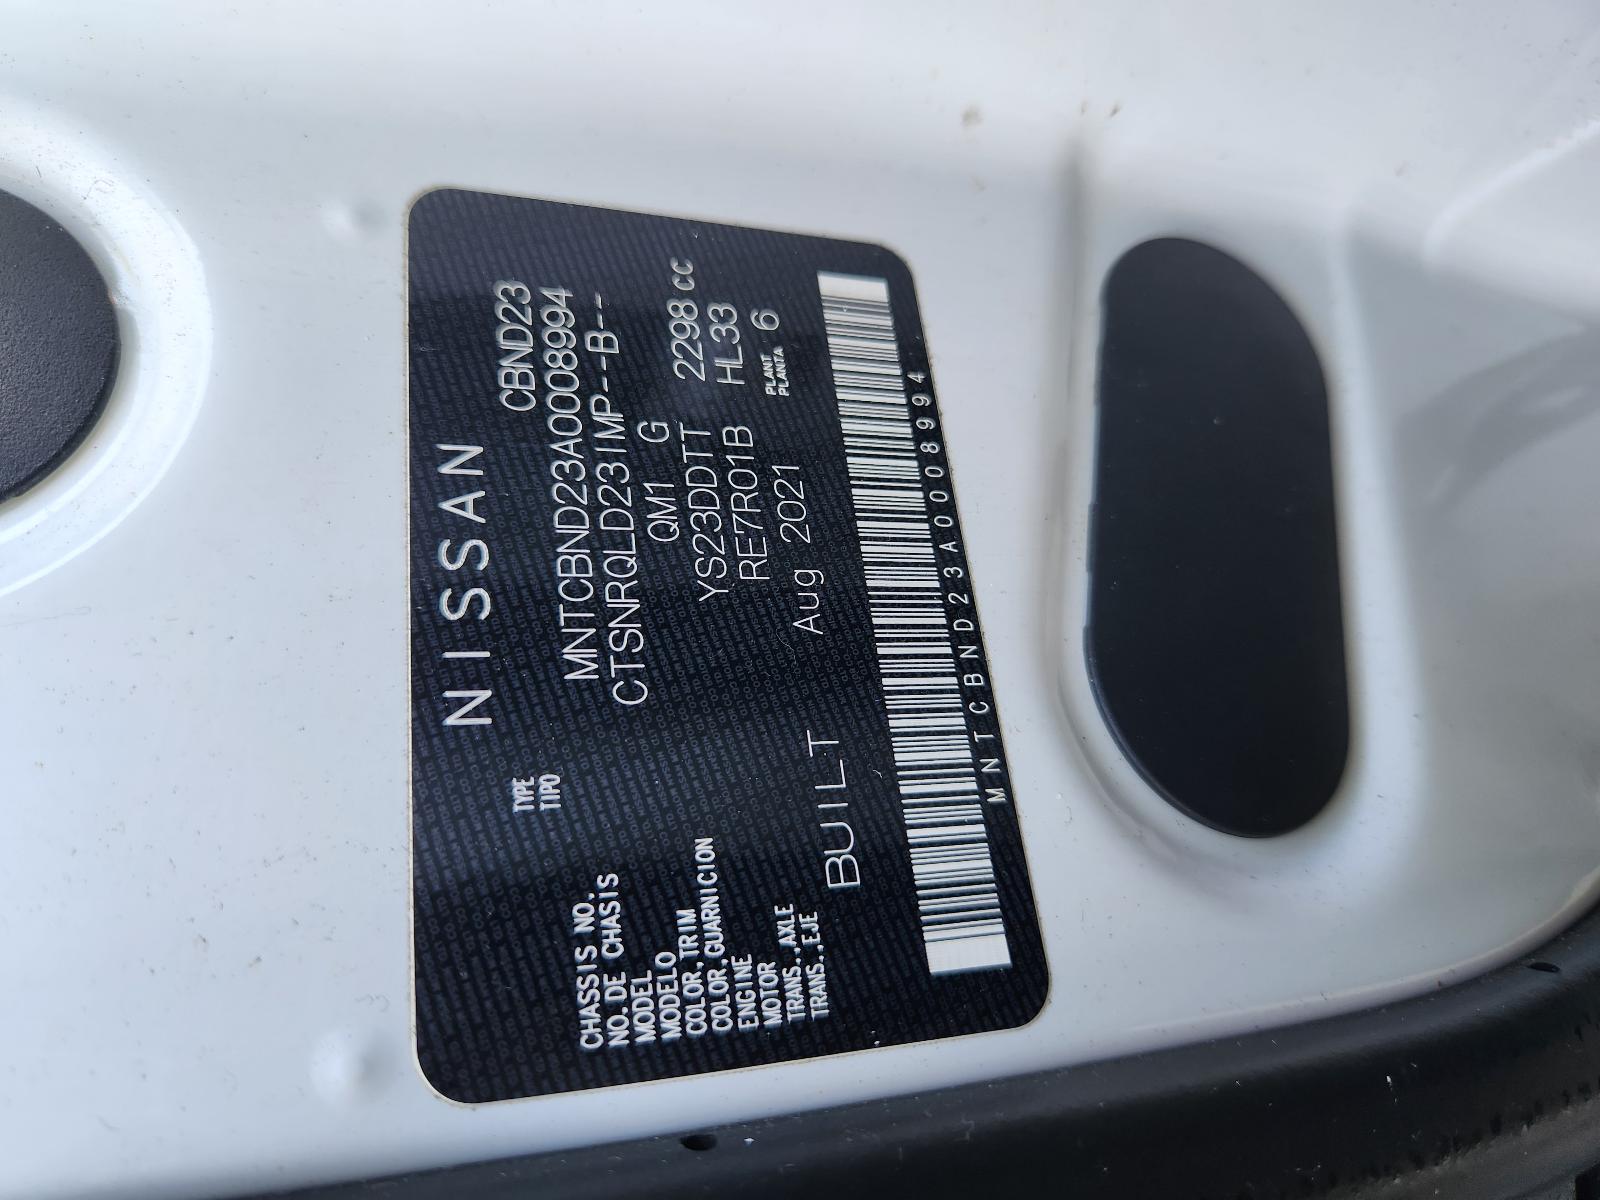 NISSAN
TYPE
TIPO CBND23
CHASSIS NO.
NO. DE CHASIS MNTCBND23A0008994
MODEL
MODELO CTSNRQLD23IMP--B--
COLOR,TRIM
COLOR,GUARNICION QM1 G
ENGINE
MOTOR YS23DDTT 2298 CC
TRANS.,AXLE
TRANS.,EJE RE7R01B HL33
PLANT
PLANTA 6
BUILT Aug 2021
MNTCBND23A0008994